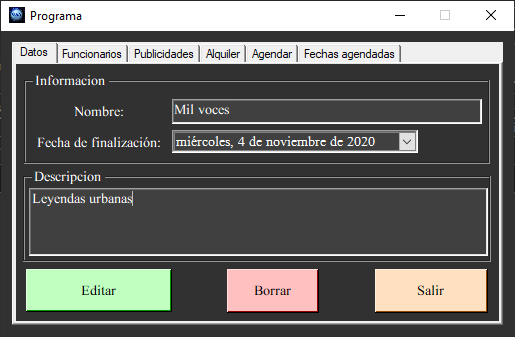 Programa
Datos Funcionarios Publicidades Alquiler Agendar Fechas agendadas
Informacion
Nombre: Mil voces
Fecha de finalización: miércoles, 4 de noviembre de 2020
Descripcion
Leyendas urbanas
Editar Borrar Salir